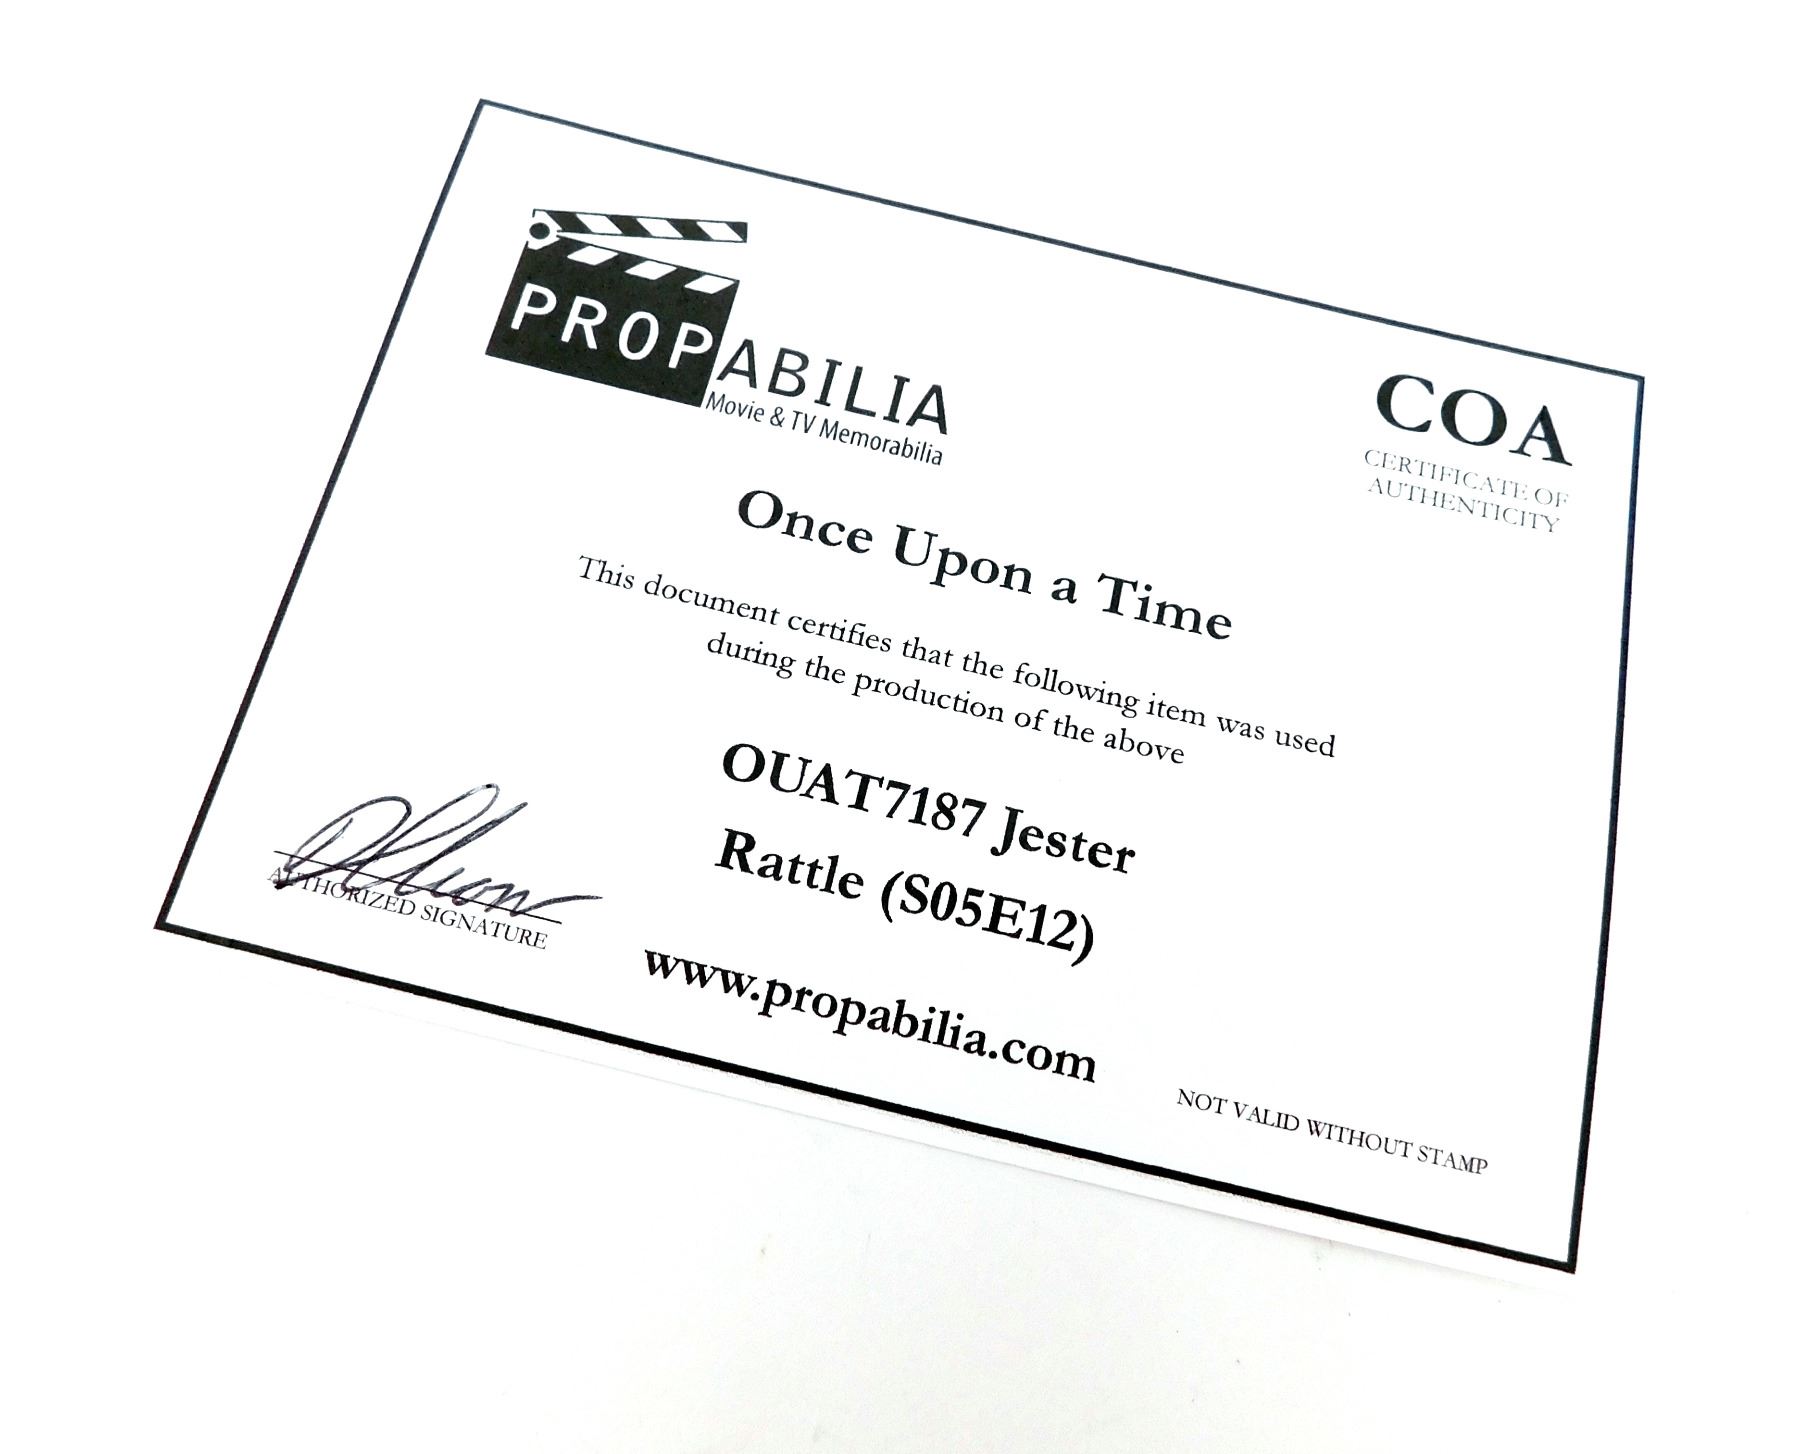 PROPABILIA
Movie & TV Memorabilia
COA
CERTIFICATE OF
AUTHENTICITY
Once Upon a Time
This document certifies that the following item was used
during the production of the above
OUAT7187 Jester
Rattle (S05E12)
AUTHORIZED SIGNATURE
www.propabilia.com
NOT VALID WITHOUT STAMP